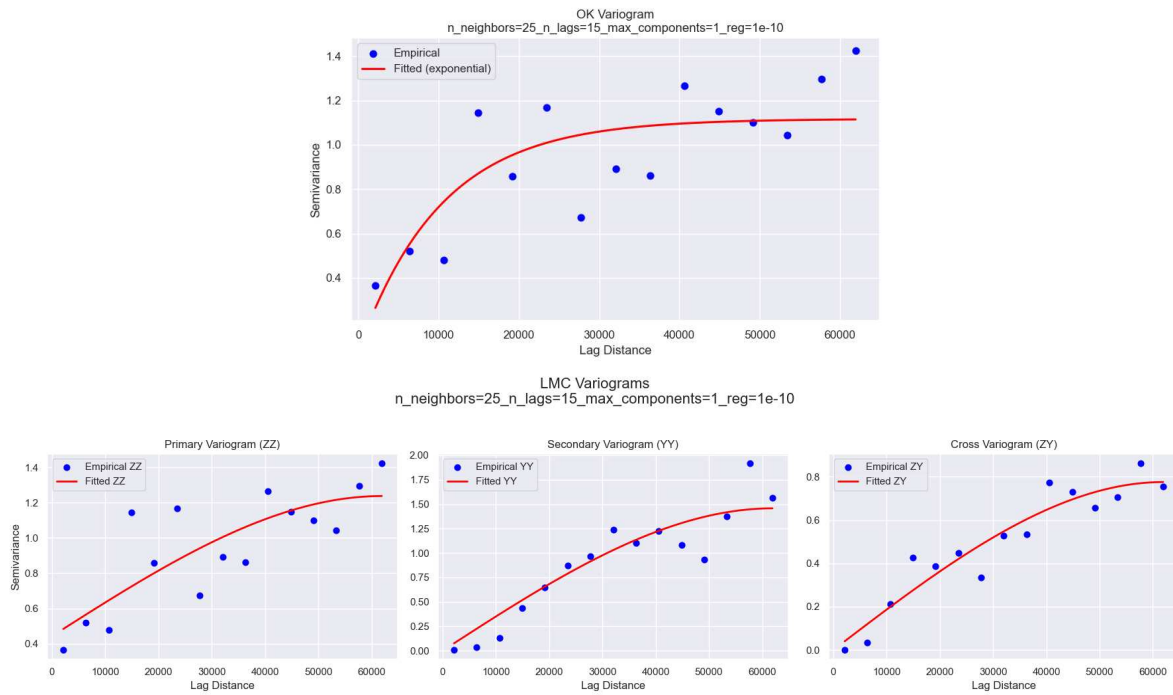 OK Variogram
n_neighbors=25_n_lags=15_max_components=1_reg=1e-10
Empirical
Fitted (exponential)
1.4
1.2
1.0
0.8
0.6
0.4
Semivariance
0 10000 20000 30000 40000 50000 60000
Lag Distance
LMC Variograms
n_neighbors=25_n_lags=15_max_components=1_reg=1e-10
Primary Variogram (ZZ)
Empirical ZZ
Fitted ZZ
1.4
1.2
1.0
0.8
0.6
0.4
Semivariance
0 10000 20000 30000 40000 50000 60000
Lag Distance
Secondary Variogram (YY)
Empirical YY
Fitted YY
2.00
1.75
1.50
1.25
1.00
0.75
0.50
0.25
0.00
0 10000 20000 30000 40000 50000 60000
Lag Distance
Cross Variogram (ZY)
Empirical ZY
Fitted ZY
0.8
0.6
0.4
0.2
0.0
0 10000 20000 30000 40000 50000 60000
Lag Distance